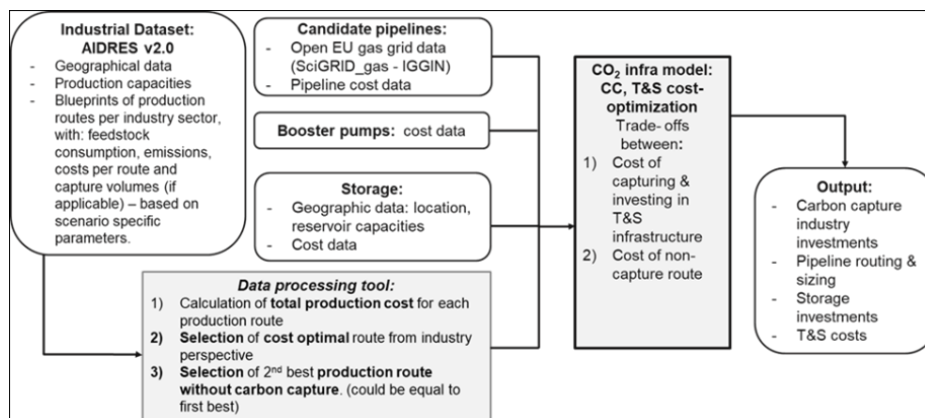 Industrial Dataset:
AIDRES v2.0
- Geographical data
- Production capacities
- Blueprints of production
routes per industry sector,
with: feedstock
consumption, emissions,
costs per route and
capture volumes (if
applicable) – based on
scenario specific
parameters.
Candidate pipelines:
- Open EU gas grid data
(SciGRID_gas - IGGIN)
- Pipeline cost data
Booster pumps: cost data
Storage:
- Geographic data: location,
reservoir capacities
- Cost data
Data processing tool:
1) Calculation of total production cost for each
production route
2) Selection of cost optimal route from industry
perspective
3) Selection of 2nd best production route
without carbon capture. (could be equal to
first best)
CO2 infra model:
CC, T&S cost-
optimization
Trade- offs
between:
1) Cost of
capturing &
investing in
T&S
infrastructure
2) Cost of non-
capture route
Output:
- Carbon capture
industry
investments
- Pipeline routing &
sizing
- Storage
investments
- T&S costs